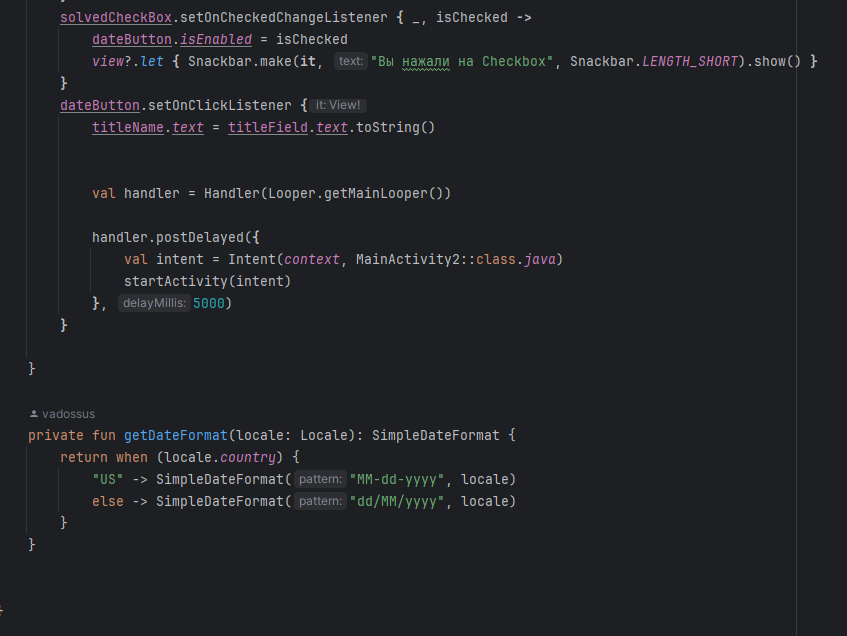 }
solvedCheckBox.setOnCheckedChangeListener { _, isChecked ->
dateButton.isEnabled = isChecked
view?.let { Snackbar.make(it, text: "Вы нажали на Checkbox", Snackbar.LENGTH_SHORT).show() }
}
dateButton.setOnClickListener { it: View!
titleName.text = titleField.text.toString()
val handler = Handler(Looper.getMainLooper())
handler.postDelayed({
val intent = Intent(context, MainActivity2::class.java)
startActivity(intent)
}, delayMillis: 5000)
}
}
vadossus
private fun getDateFormat(locale: Locale): SimpleDateFormat {
return when (locale.country) {
"US" -> SimpleDateFormat( pattern: "MM-dd-yyyy", locale)
else -> SimpleDateFormat( pattern: "dd/MM/yyyy", locale)
}
}
}